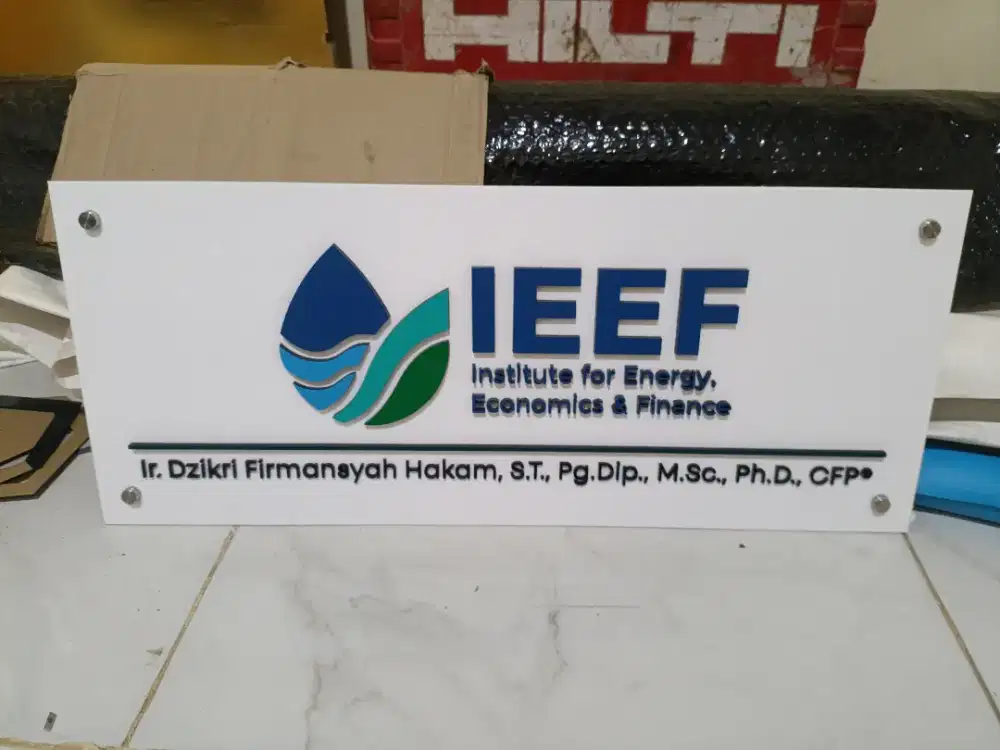 HILTI
IEEF
Institute for Energy,
Economics & Finance
Ir. Dzikri Firmansyah Hakam, S.T., Pg.Dip., M.Sc., Ph.D., CFP®